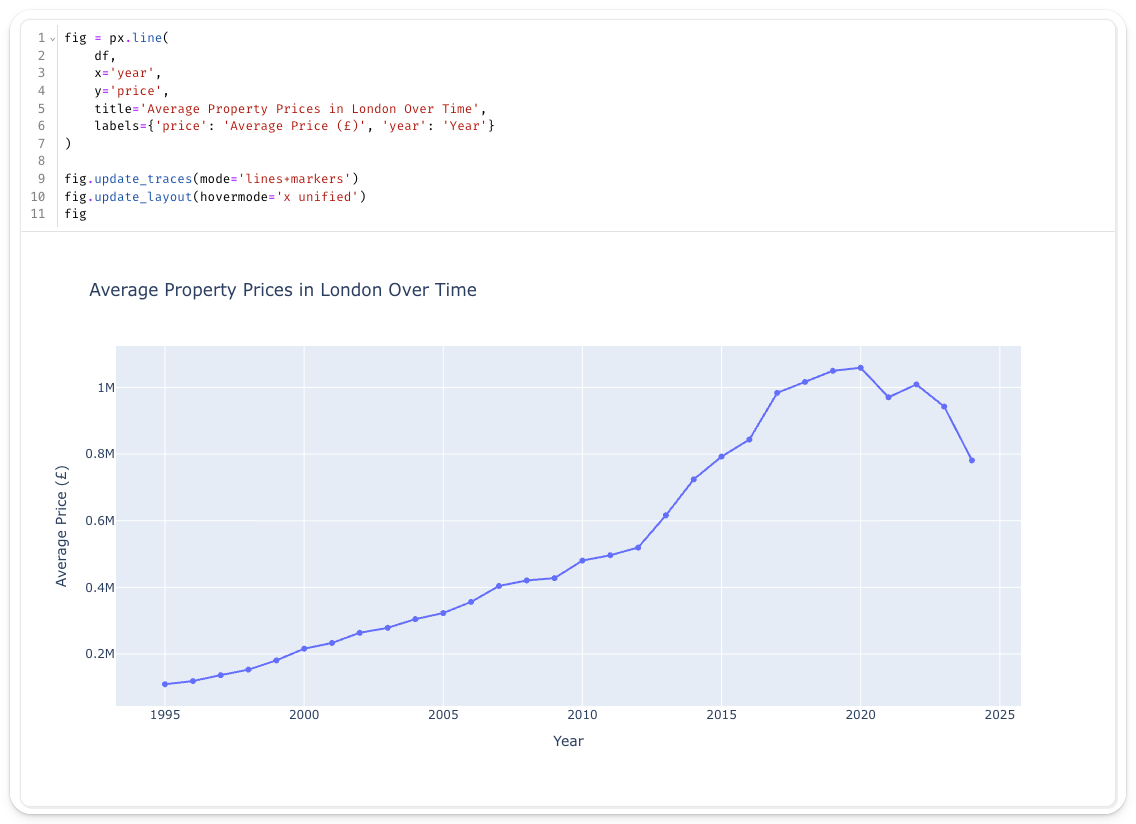 1 fig = px.line(
2     df,
3     x='year',
4     y='price',
5     title='Average Property Prices in London Over Time',
6     labels={'price': 'Average Price (£)', 'year': 'Year'}
7 )
8
9 fig.update_traces(mode='lines+markers')
10 fig.update_layout(hovermode='x unified')
11 fig
Average Property Prices in London Over Time
Average Price (£)
1M
0.8M
0.6M
0.4M
0.2M
1995 2000 2005 2010 2015 2020 2025
Year